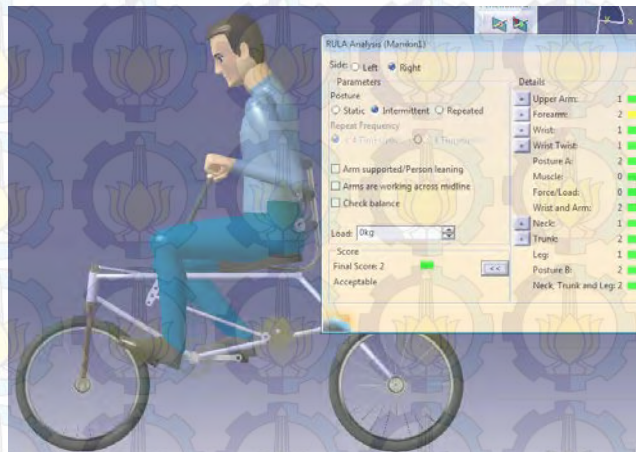 RULA Analysis (Manikin1)
Side: Left Right
Parameters
Posture
Static Intermittent Repeated
Repeat Frequency
Arm supported/Person leaning
Arms are working across midline
Check balance
Load: 0kg
Score
Final Score: 2
Acceptable
<<
Details
Upper Arm: 1
Forearm: 2
Wrist: 1
Wrist Twist: 1
Posture A: 2
Muscle: 0
Force/Load: 0
Wrist and Arm: 2
Neck: 1
Trunk: 2
Leg: 1
Posture B: 2
Neck, Trunk and Leg: 2